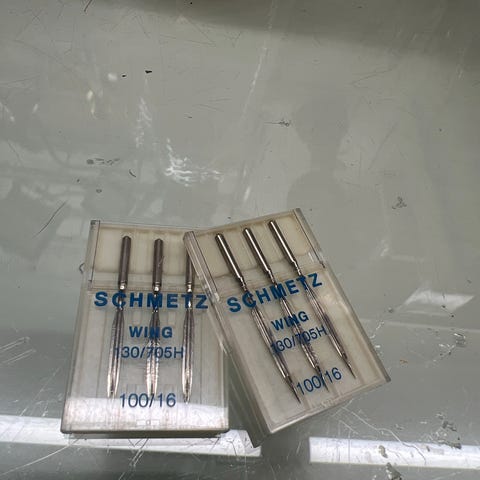 SCHMETZ
WING
130/705H
100/16
SCHMETZ
WING
130/705H
100/16